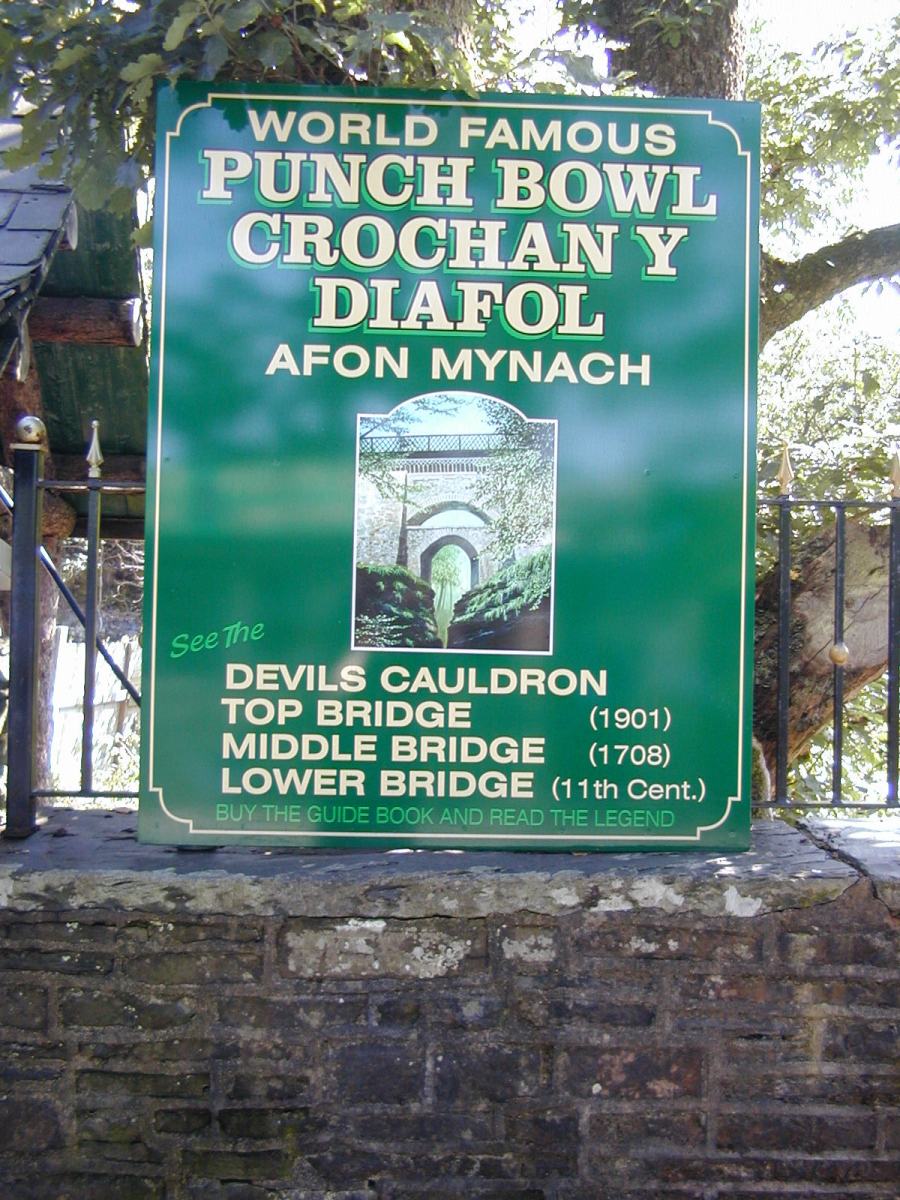 WORLD FAMOUS
PUNCH BOWL
CROCHAN Y
DIAFOL
AFON MYNACH
See The
DEVILS CAULDRON
TOP BRIDGE (1901)
MIDDLE BRIDGE (1708)
LOWER BRIDGE (11th Cent.)
BUY THE GUIDE BOOK AND READ THE LEGEND